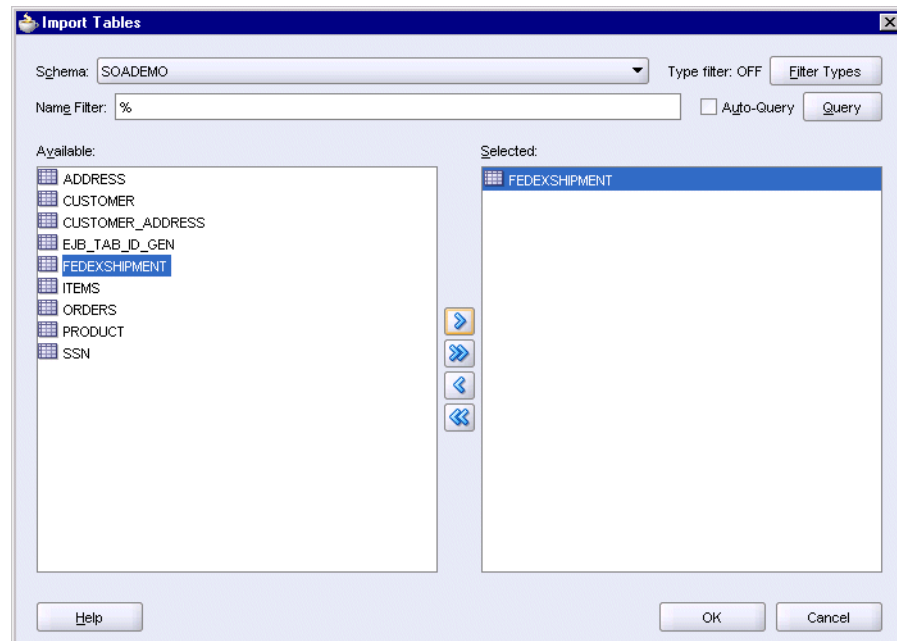 Import Tables
Schema: SOADEMO Type filter: OFF Filter Types
Name Filter: % Auto-Query Query
Available: Selected:
ADDRESS FEDEXSHIPMENT
CUSTOMER
CUSTOMER_ADDRESS
EJB_TAB_ID_GEN
FEDEXSHIPMENT
ITEMS
ORDERS
PRODUCT
SSN
Help OK Cancel